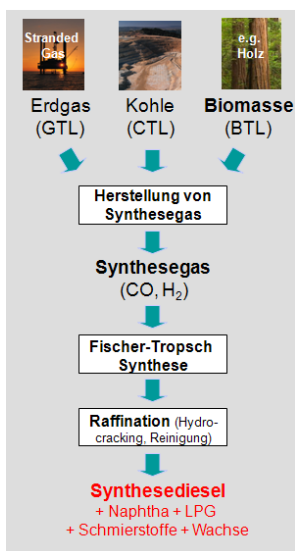 Stranded Gas
e.g. Holz
Erdgas (GTL)
Kohle (CTL)
Biomasse (BTL)
Herstellung von
Synthesegas
Synthesegas
(CO, H₂)
Fischer-Tropsch
Synthese
Raffination (Hydro-
cracking, Reinigung)
Synthesediesel
+ Naphtha + LPG
+ Schmierstoffe + Wachse